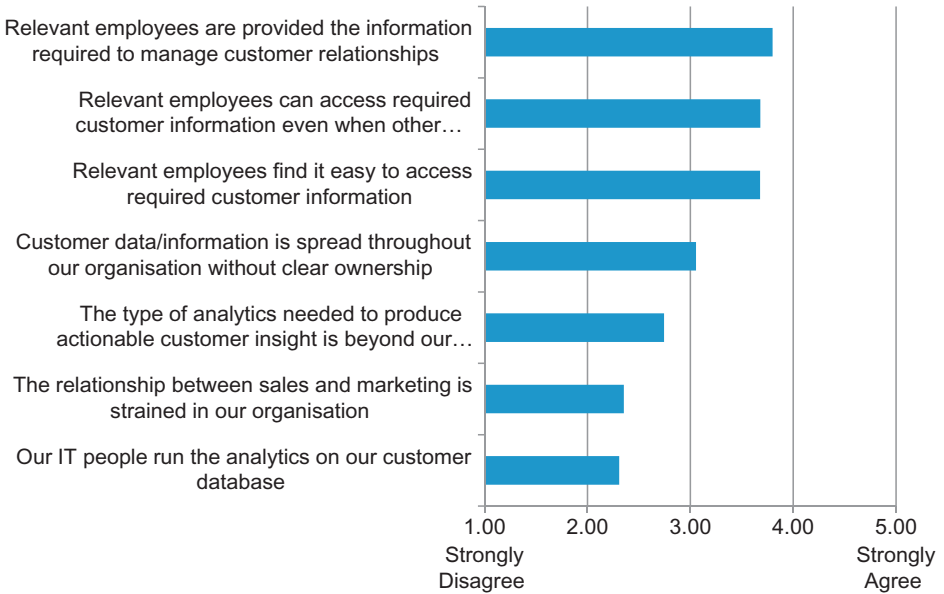 Relevant employees are provided the information
required to manage customer relationships
Relevant employees can access required
customer information even when other…
Relevant employees find it easy to access
required customer information
Customer data/information is spread throughout
our organisation without clear ownership
The type of analytics needed to produce
actionable customer insight is beyond our…
The relationship between sales and marketing is
strained in our organisation
Our IT people run the analytics on our customer
database
1.00 2.00 3.00 4.00 5.00
Strongly Strongly
Disagree Agree